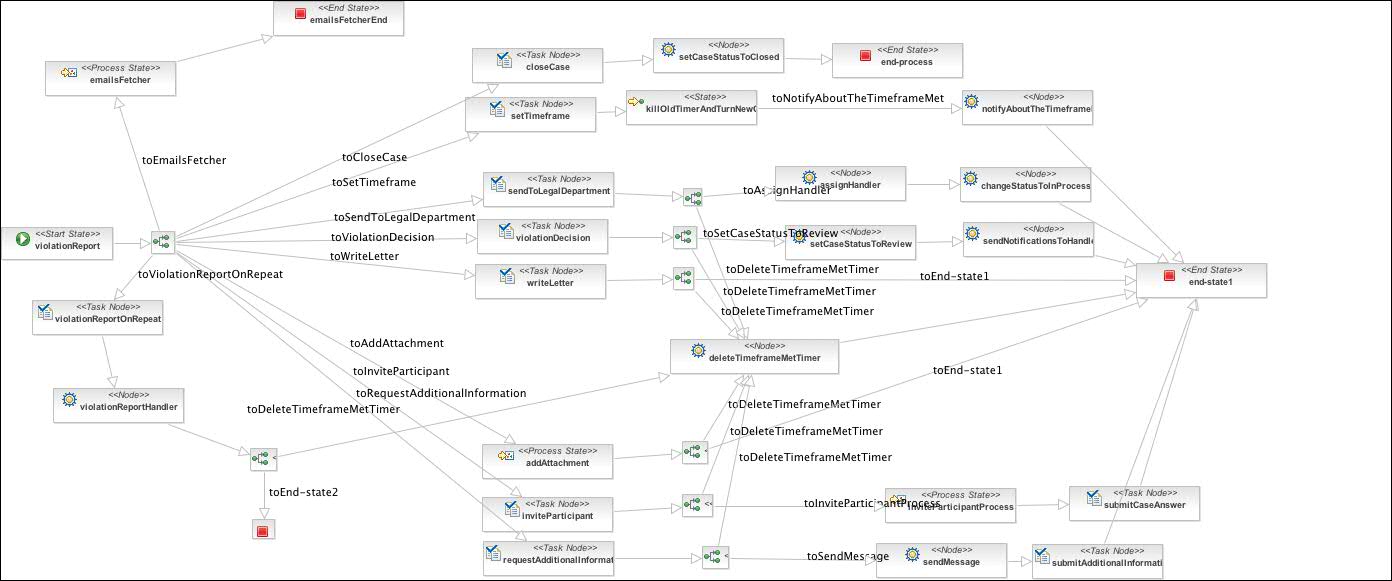 <<End State>>
emailsFetcherEnd
<<Process State>>
emailsFetcher
<<Task Node>>
closeCase
<<Node>>
setCaseStatusToClosed
<<End State>>
end-process
<<Task Node>>
setTimeframe
<<State>>
killOldTimerAndTurnNew
toNotifyAboutTheTimeframeMet
<<Node>>
notifyAboutTheTimeframe
toEmailsFetcher
toCloseCase
toSetTimeframe
<<Task Node>>
sendToLegalDepartment
toAssignHandler
<<Node>>
assignHandler
<<Node>>
changeStatusToInProcess
toSendToLegalDepartment
<<Start State>>
violationReport
toViolationDecision
<<Task Node>>
violationDecision
toSetCaseStatusToReview
<<Node>>
setCaseStatusToReview
<<Node>>
sendNotificationsToHandle
toWriteLetter
<<Task Node>>
writeLetter
toDeleteTimeframeMetTimer
toEnd-state1
<<End State>>
end-state1
toViolationReportOnRepeat
toDeleteTimeframeMetTimer
toDeleteTimeframeMetTimer
<<Task Node>>
violationReportOnRepeat
toAddAttachment
<<Node>>
deleteTimeframeMetTimer
toInviteParticipant
toEnd-state1
toRequestAdditionalInformation
<<Node>>
violationReportHandler
toDeleteTimeframeMetTimer
toDeleteTimeframeMetTimer
toDeleteTimeframeMetTimer
toDeleteTimeframeMetTimer
<
<<Process State>>
addAttachment
<
toEnd-state2
<<Task Node>>
inviteParticipant
<<
toInviteParticipantProcess
<<Process State>>
inviteParticipantProcess
<<Task Node>>
submitCaseAnswer
<<Task Node>>
requestAdditionalInformat
<
toSendMessage
<<Node>>
sendMessage
<<Task Node>>
submitAdditionalInformati